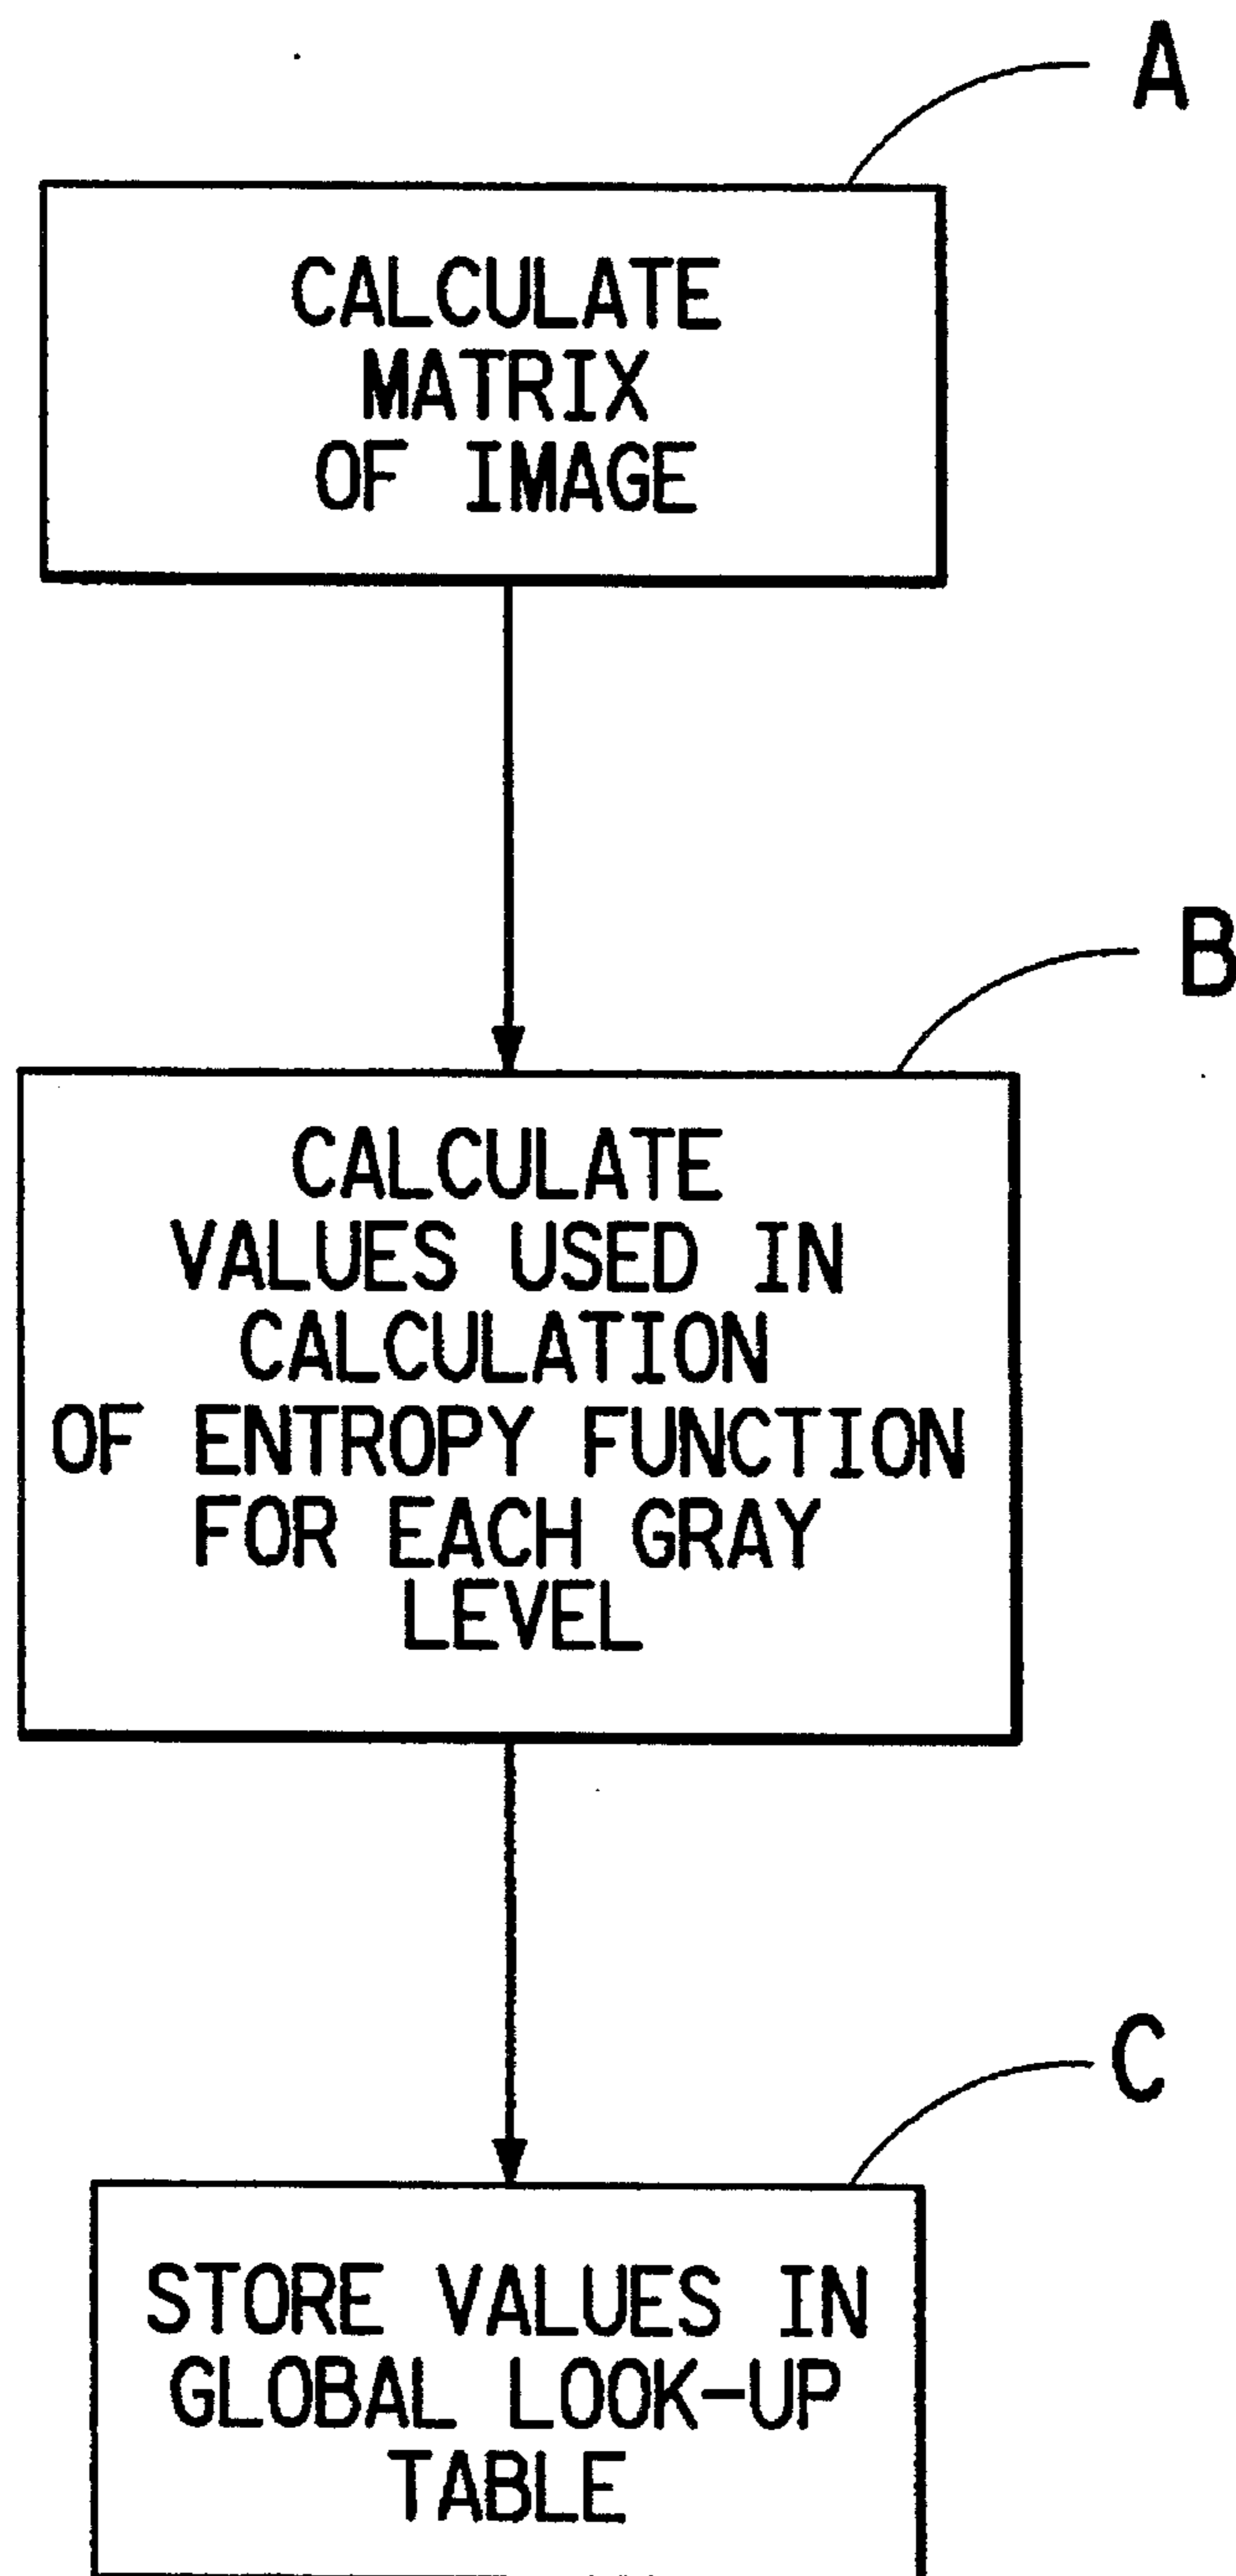 A
CALCULATE
MATRIX
OF IMAGE
B
CALCULATE
VALUES USED IN
CALCULATION
OF ENTROPY FUNCTION
FOR EACH GRAY
LEVEL
C
STORE VALUES IN
GLOBAL LOOK-UP
TABLE